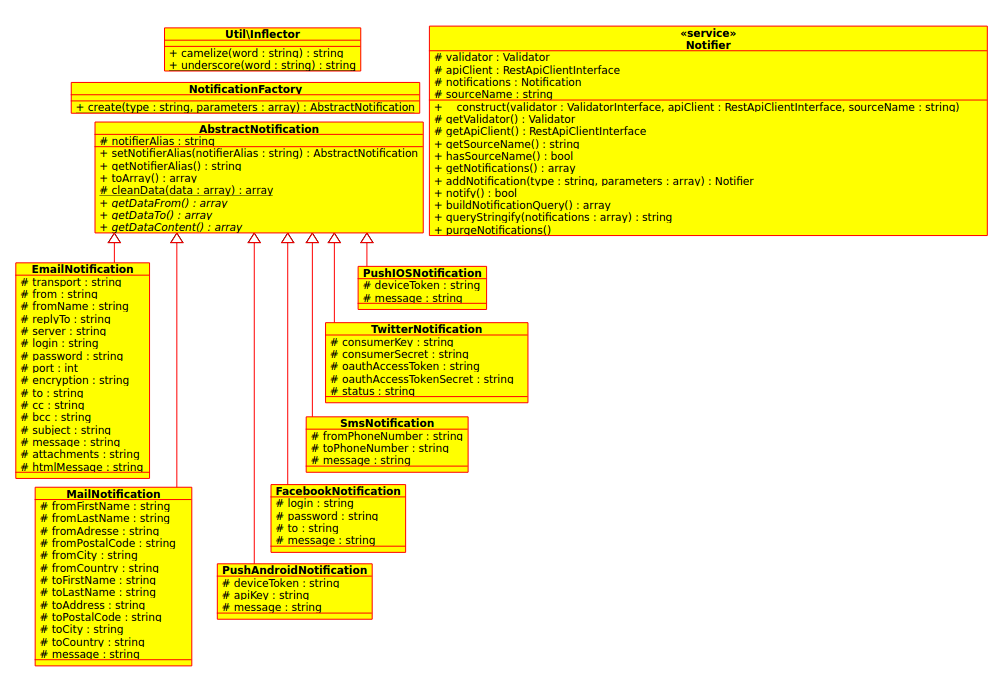 Util\Inflector
+ camelize(word : string) : string
+ underscore(word : string) : string
NotificationFactory
+ create(type : string, parameters : array) : AbstractNotification
AbstractNotification
# notifierAlias : string
+ setNotifierAlias(notifierAlias : string) : AbstractNotification
+ getNotifierAlias() : string
+ toArray() : array
# cleanData(data : array) : array
+ getDataFrom() : array
+ getDataTo() : array
+ getDataContent() : array
«service»
Notifier
# validator : Validator
# apiClient : RestApiClientInterface
# notifications : Notification
# sourceName : string
+ construct(validator : ValidatorInterface, apiClient : RestApiClientInterface, sourceName : string)
# getValidator() : Validator
# getApiClient() : RestApiClientInterface
+ getSourceName() : string
+ hasSourceName() : bool
+ getNotifications() : array
+ addNotification(type : string, parameters : array) : Notifier
+ notify() : bool
+ buildNotificationQuery() : array
+ queryStringify(notifications : array) : string
+ purgeNotifications()
EmailNotification
# transport : string
# from : string
# fromName : string
# replyTo : string
# server : string
# login : string
# password : string
# port : int
# encryption : string
# to : string
# cc : string
# bcc : string
# subject : string
# message : string
# attachments : string
# htmlMessage : string
PushIOSNotification
# deviceToken : string
# message : string
TwitterNotification
# consumerKey : string
# consumerSecret : string
# oauthAccessToken : string
# oauthAccessTokenSecret : string
# status : string
SmsNotification
# fromPhoneNumber : string
# toPhoneNumber : string
# message : string
MailNotification
# fromFirstName : string
# fromLastName : string
# fromAdresse : string
# fromPostalCode : string
# fromCity : string
# fromCountry : string
# toFirstName : string
# toLastName : string
# toAddress : string
# toPostalCode : string
# toCity : string
# toCountry : string
# message : string
FacebookNotification
# login : string
# password : string
# to : string
# message : string
PushAndroidNotification
# deviceToken : string
# apiKey : string
# message : string